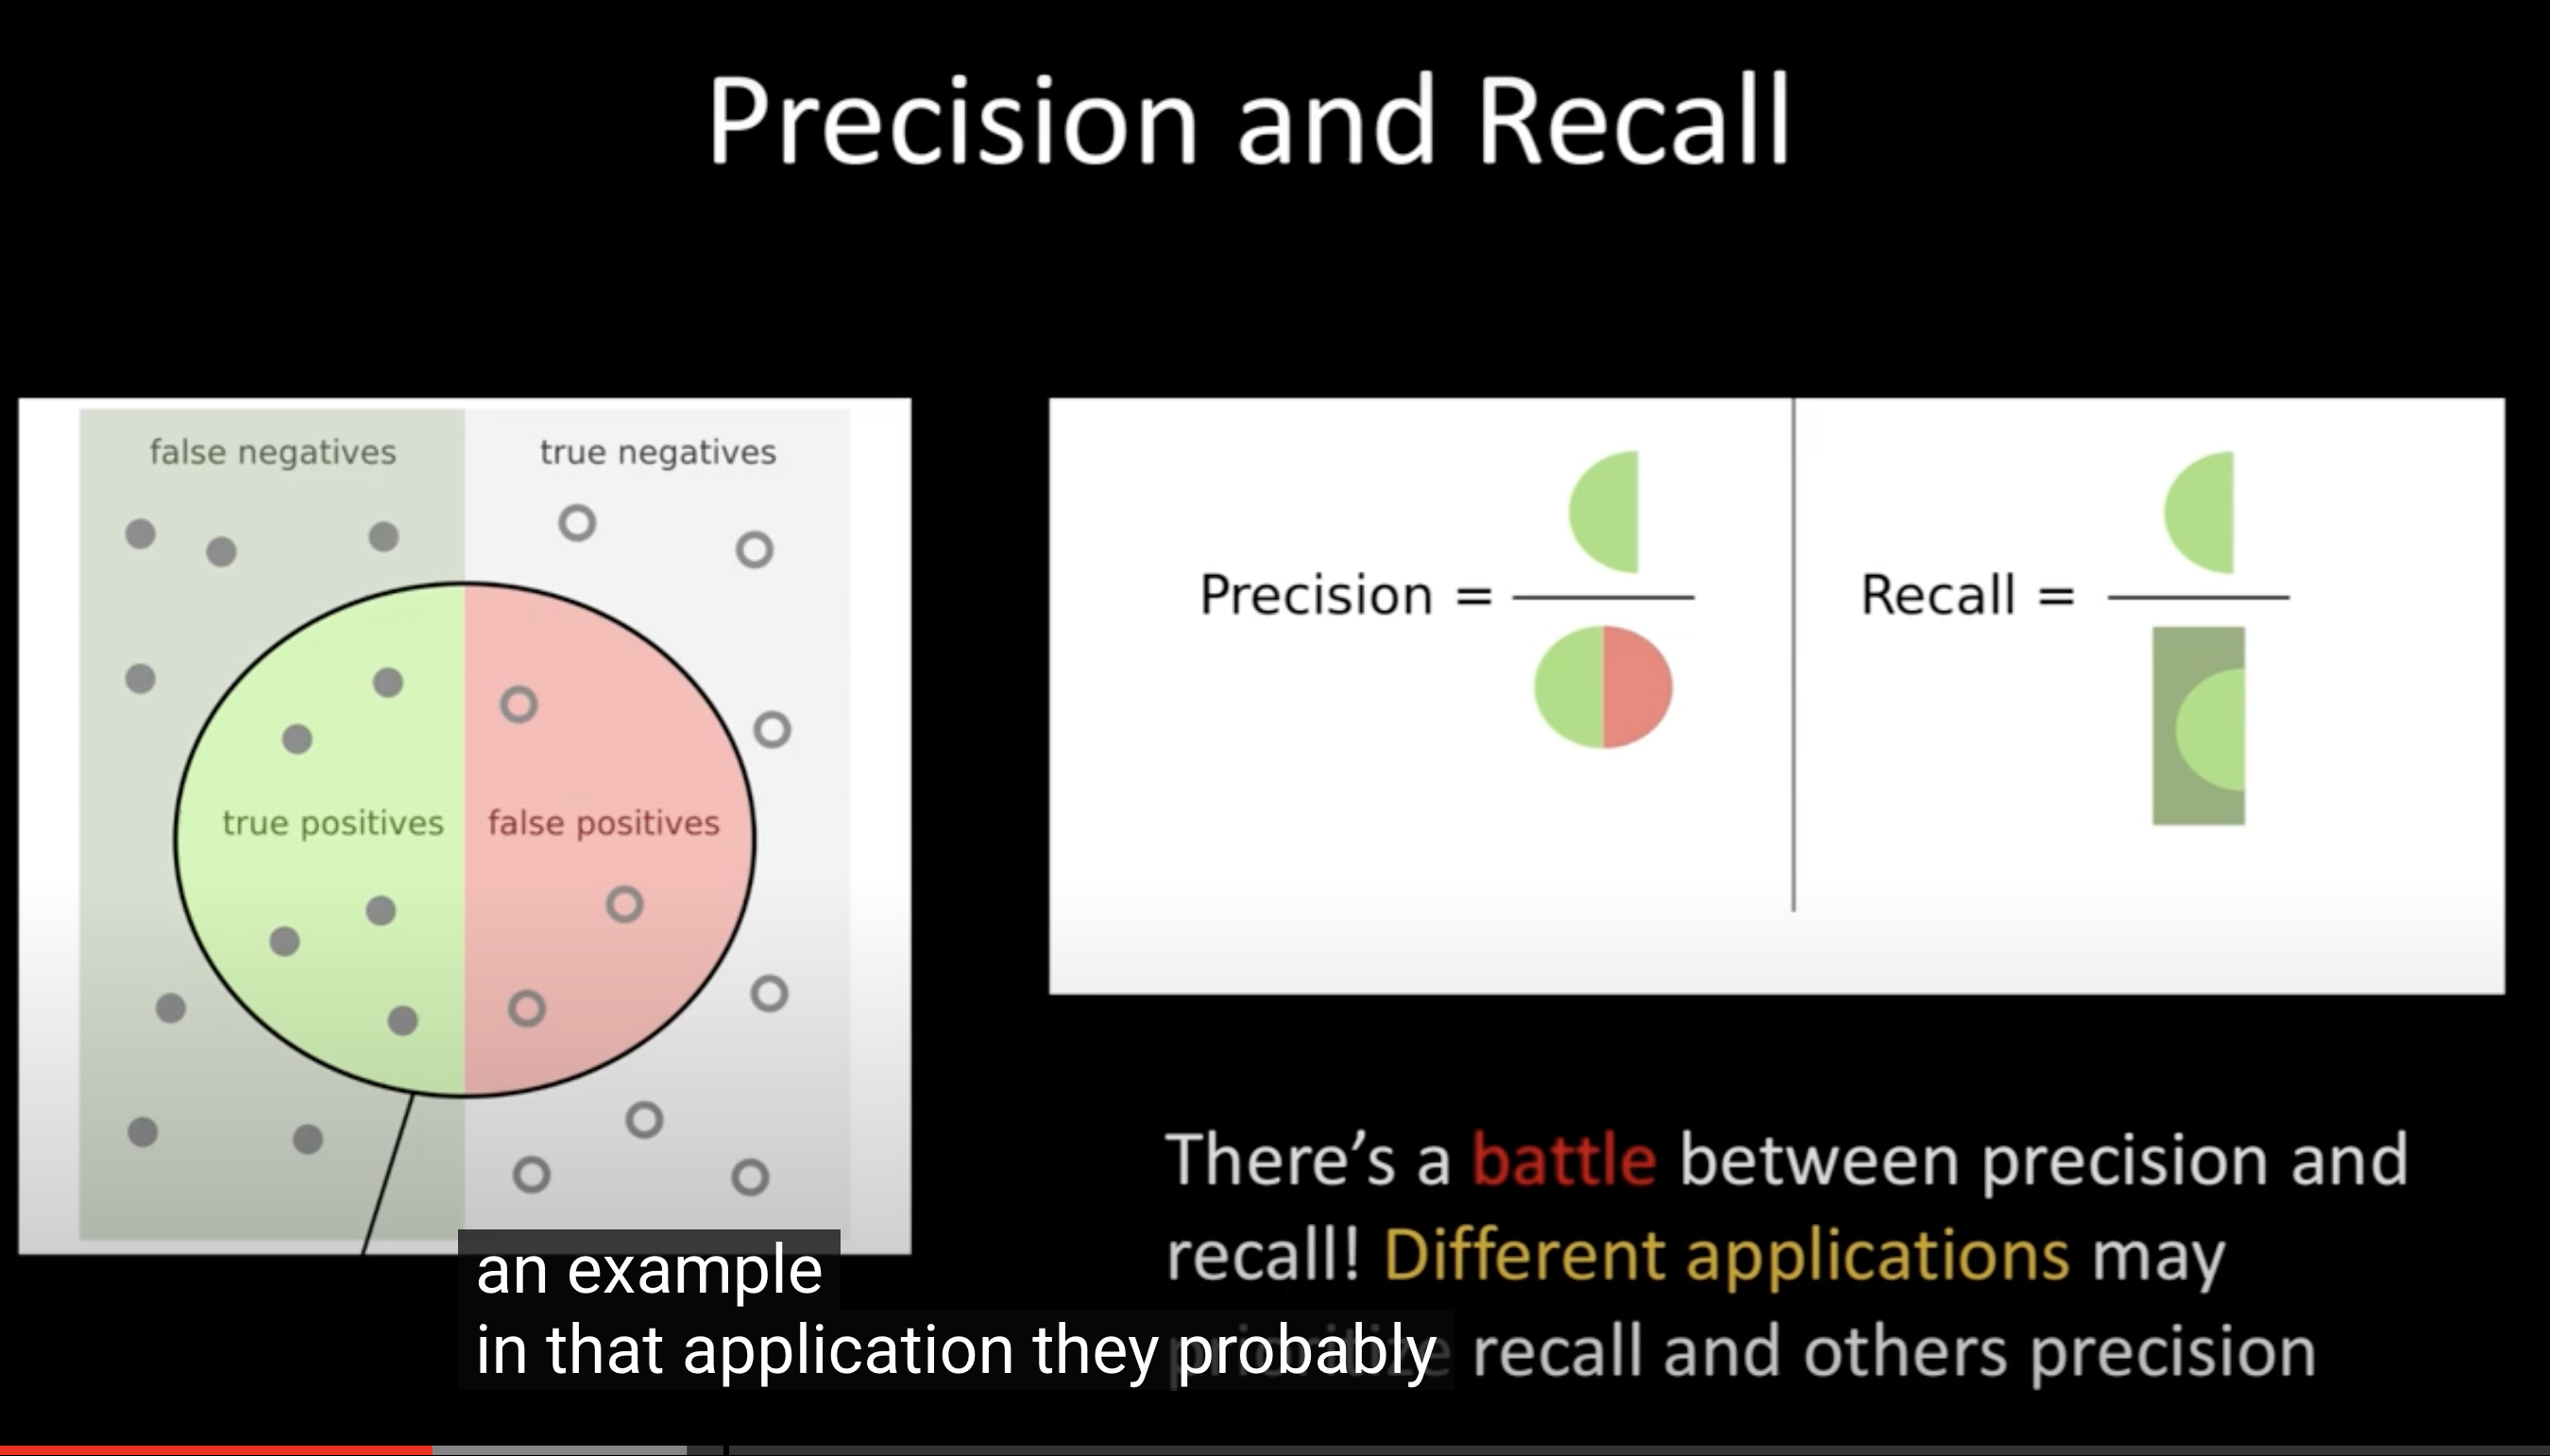 Precision and Recall
false negatives
true negatives
true positives
false positives
Precision =
Recall =
There's a battle between precision and
recall! Different applications may
prioritize recall and others precision
an example
in that application they probably